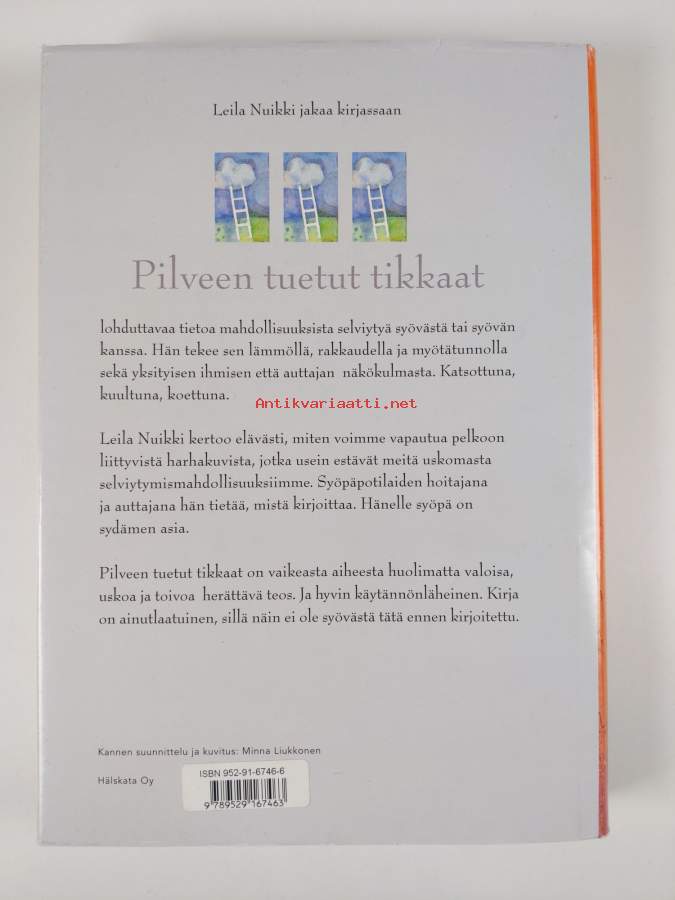 Leila Nuikki jakaa kirjassaan
Pilveen tuetut tikkaat
lohduttavaa tietoa mahdollisuuksista selviytyä syövästä tai syövän
kanssa. Hän tekee sen lämmöllä, rakkaudella ja myötätunnolla
sekä yksityisen ihmisen että auttajan näkökulmasta. Katsottuna,
kuultuna, koettuna.
Antikvariaatti.net
Leila Nuikki kertoo elävästi, miten voimme vapautua pelkoon
liittyvistä harhakuvista, jotka usein estävät meitä uskomasta
selviytymismahdollisuuksiimme. Syöpäpotilaiden hoitajana
ja auttajana hän tietää, mistä kirjoittaa. Hänelle syöpä on
sydämen asia.
Pilveen tuetut tikkaat on vaikeasta aiheesta huolimatta valoisa,
uskoa ja toivoa herättävä teos. Ja hyvin käytännönläheinen. Kirja
on ainutlaatuinen, sillä näin ei ole syövästä tätä ennen kirjoitettu.
Kannen suunnittelu ja kuvitus: Minna Liukkonen
Hälskata Oy
ISBN 952-91-6746-6
9 789529 167463